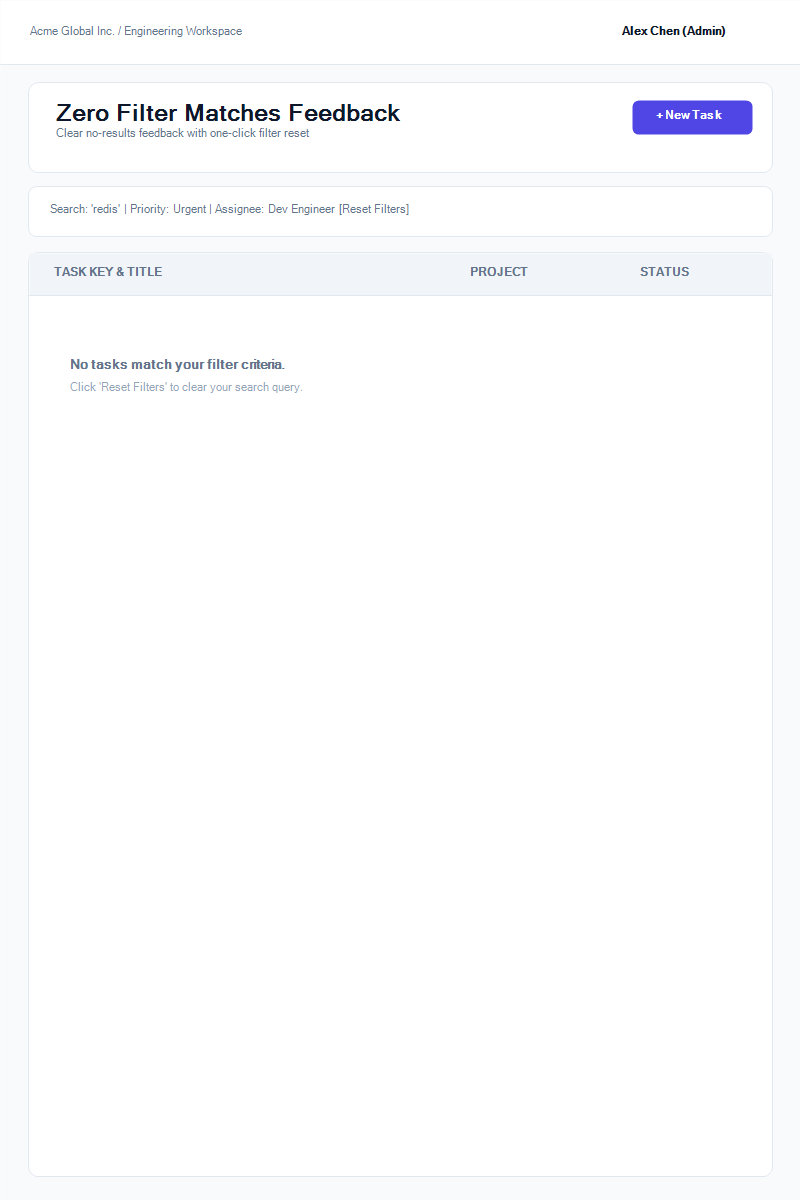 Acme Global Inc. / Engineering Workspace
Alex Chen (Admin)
Zero Filter Matches Feedback
Clear no-results feedback with one-click filter reset
+ New Task
Search: 'redis' | Priority: Urgent | Assignee: Dev Engineer [Reset Filters]
TASK KEY & TITLE
PROJECT
STATUS
No tasks match your filter criteria.
Click 'Reset Filters' to clear your search query.